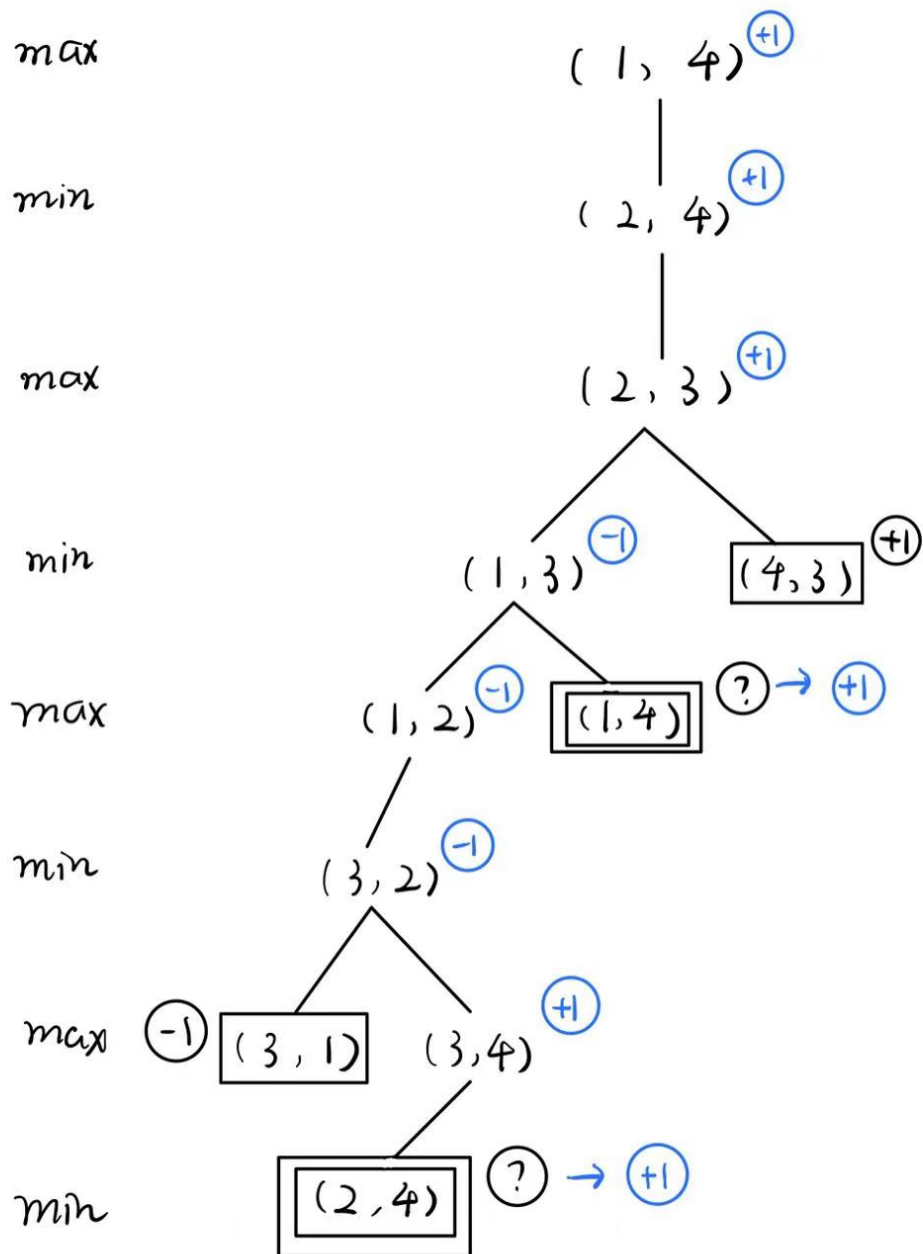 max (1, 4) +1
min (2, 4) +1
max (2, 3) +1
min (1, 3) -1 (4, 3) +1
max (1, 2) -1 (1, 4) ? → +1
min (3, 2) -1
max -1 (3, 1) (3, 4) +1
min (2, 4) ? → +1